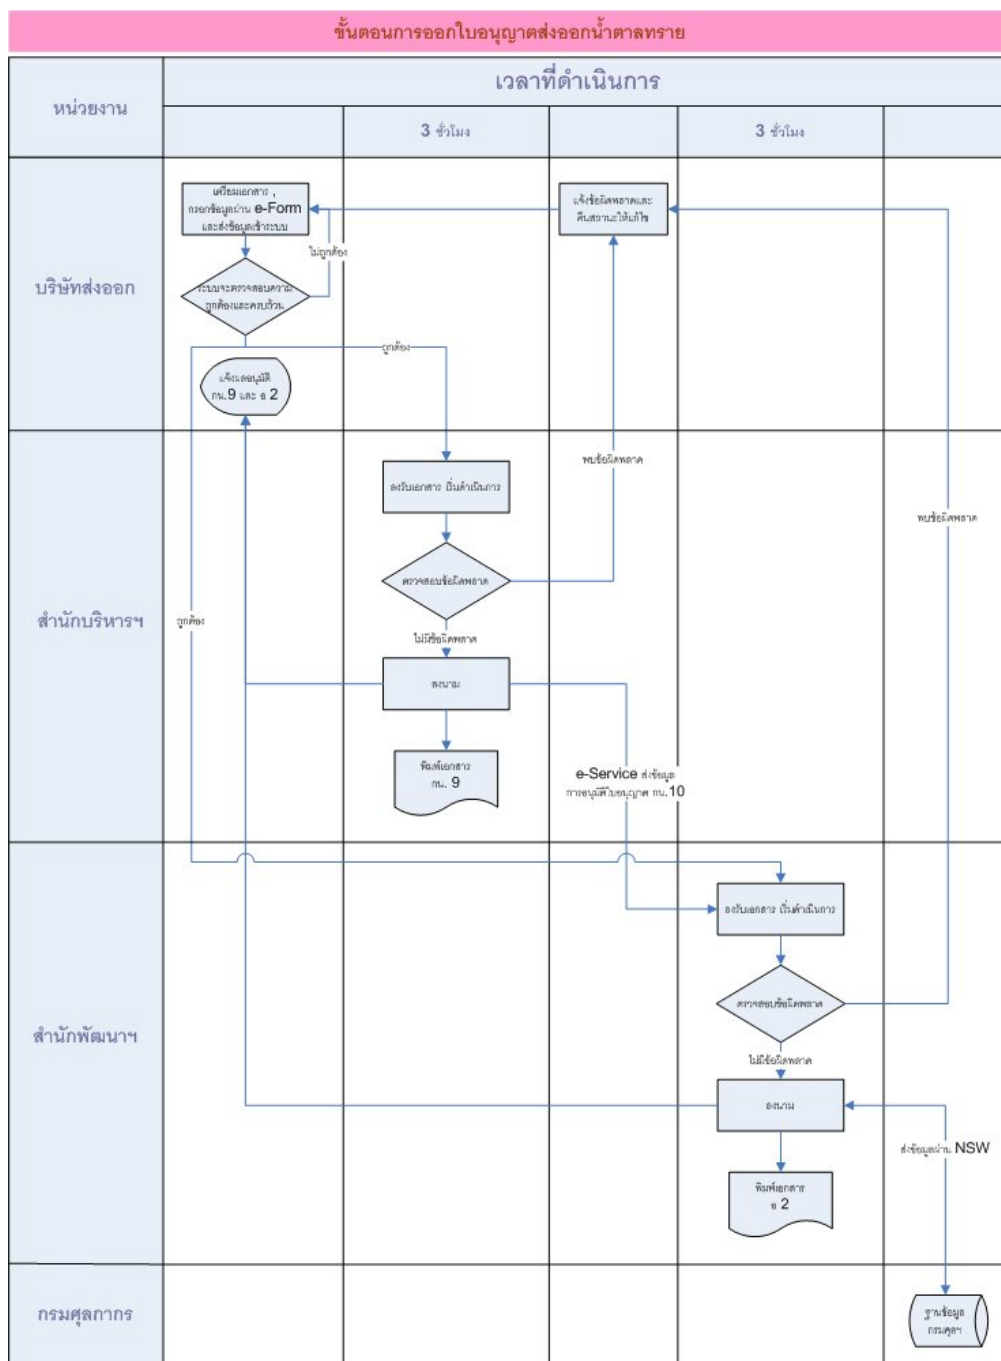 ขั้นตอนการออกใบอนุญาตส่งออกน้ำตาลทราย
หน่วยงาน
เวลาที่ดำเนินการ
3 ชั่วโมง
3 ชั่วโมง
บริษัทส่งออก
เตรียมเอกสาร ,
กรอกข้อมูลผ่าน e-Form
และส่งข้อมูลเข้าระบบ
แจ้งข้อผิดพลาดและ
คืนสถานะให้แก้ไข
ไม่ถูกต้อง
ระบบจะตรวจสอบความ
ถูกต้องและครบถ้วน
ถูกต้อง
แจ้งผลอนุมัติ
กน.9 และ อ 2
สำนักบริหารฯ
ลงรับเอกสาร เริ่มดำเนินการ
พบข้อผิดพลาด
พบข้อผิดพลาด
ตรวจสอบข้อผิดพลาด
ถูกต้อง
ไม่มีข้อผิดพลาด
ลงนาม
พิมพ์เอกสาร
กน. 9
e-Service ส่งข้อมูล
การอนุมัติใบอนุญาต กน.10
สำนักพัฒนาฯ
ลงรับเอกสาร เริ่มดำเนินการ
ตรวจสอบข้อผิดพลาด
ไม่มีข้อผิดพลาด
ลงนาม
ส่งข้อมูลผ่าน NSW
พิมพ์เอกสาร
อ 2
กรมศุลกากร
ฐานข้อมูล
กรมศุลฯ